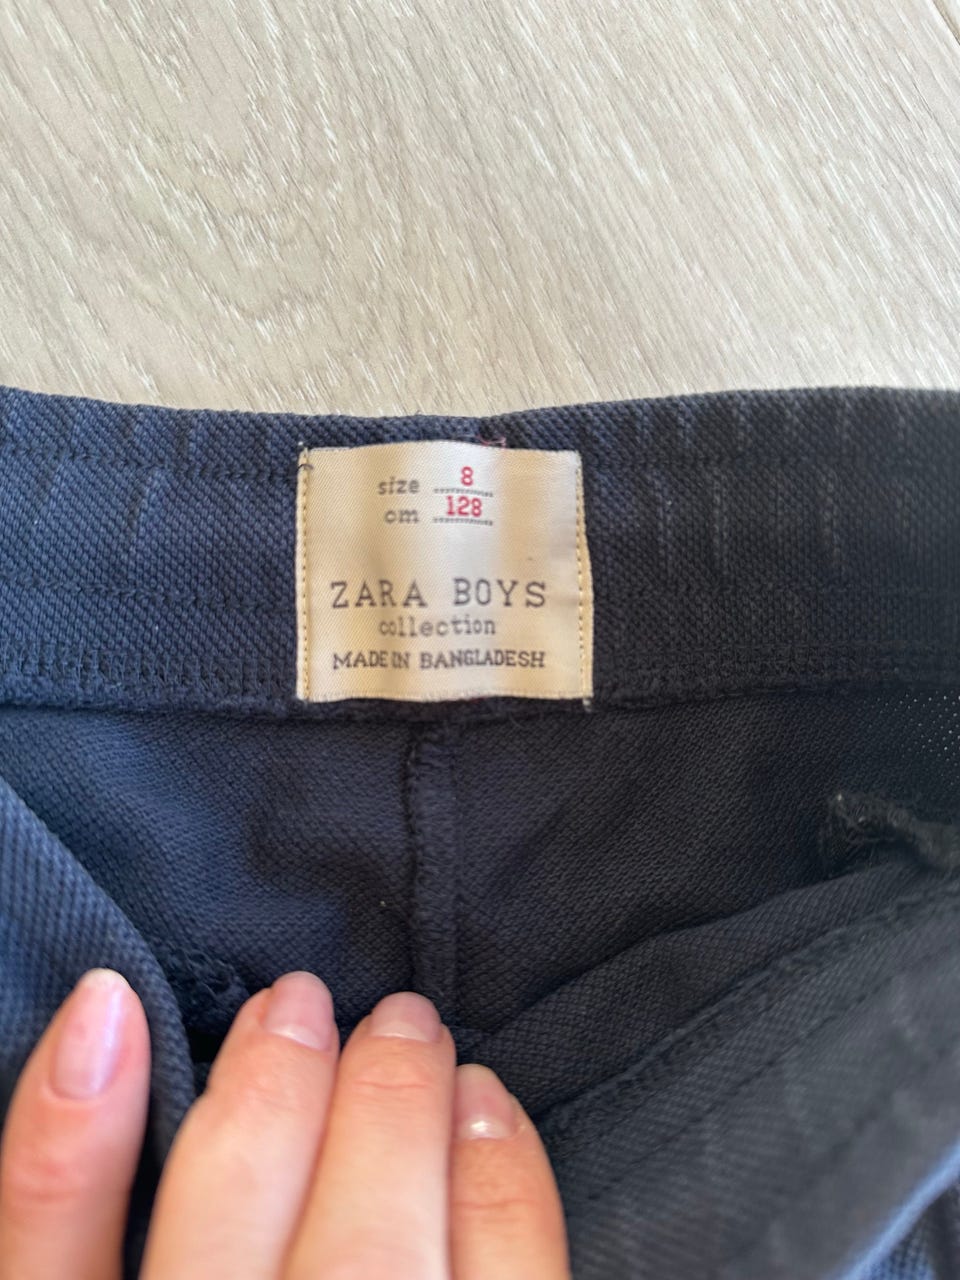 size 8
cm 128
ZARA BOYS
collection
MADE IN BANGLADESH